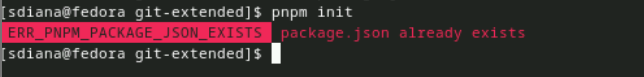 [sdiana@fedora git-extended]$ pnpm init
ERR_PNPM_PACKAGE_JSON_EXISTS package.json already exists
[sdiana@fedora git-extended]$